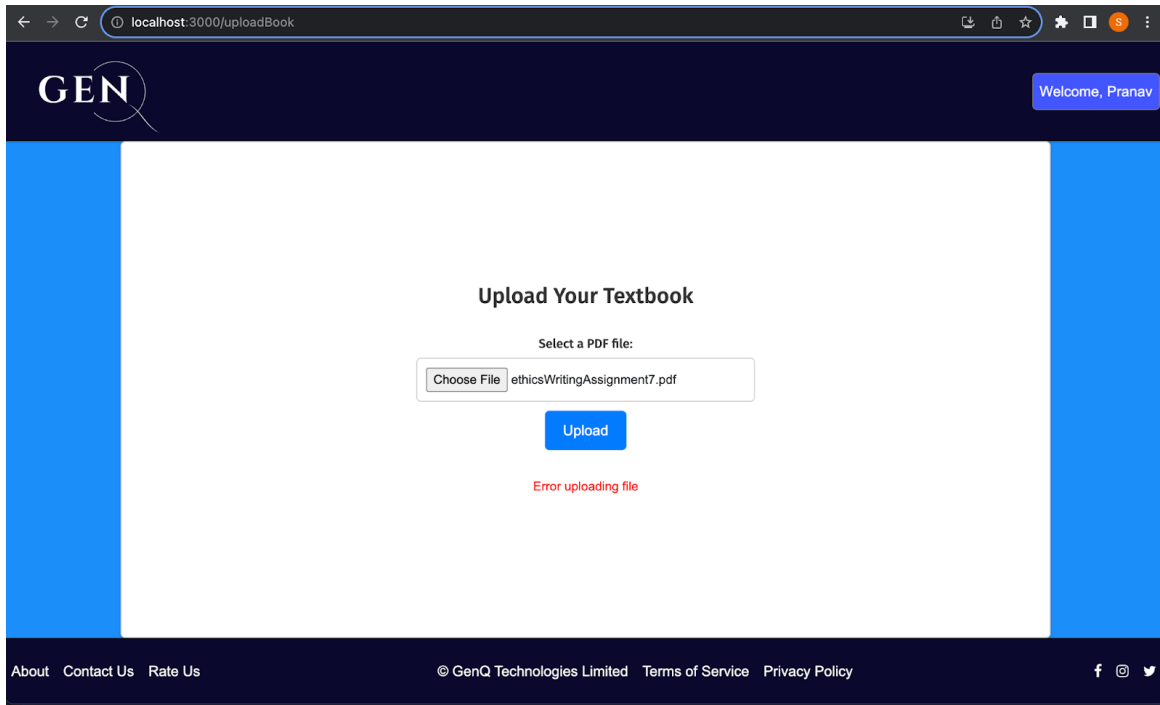 localhost:3000/uploadBook
S
GENQ
Welcome, Pranav
Upload Your Textbook
Select a PDF file:
Choose File ethicsWritingAssignment7.pdf
Upload
Error uploading file
About Contact Us Rate Us © GenQ Technologies Limited Terms of Service Privacy Policy